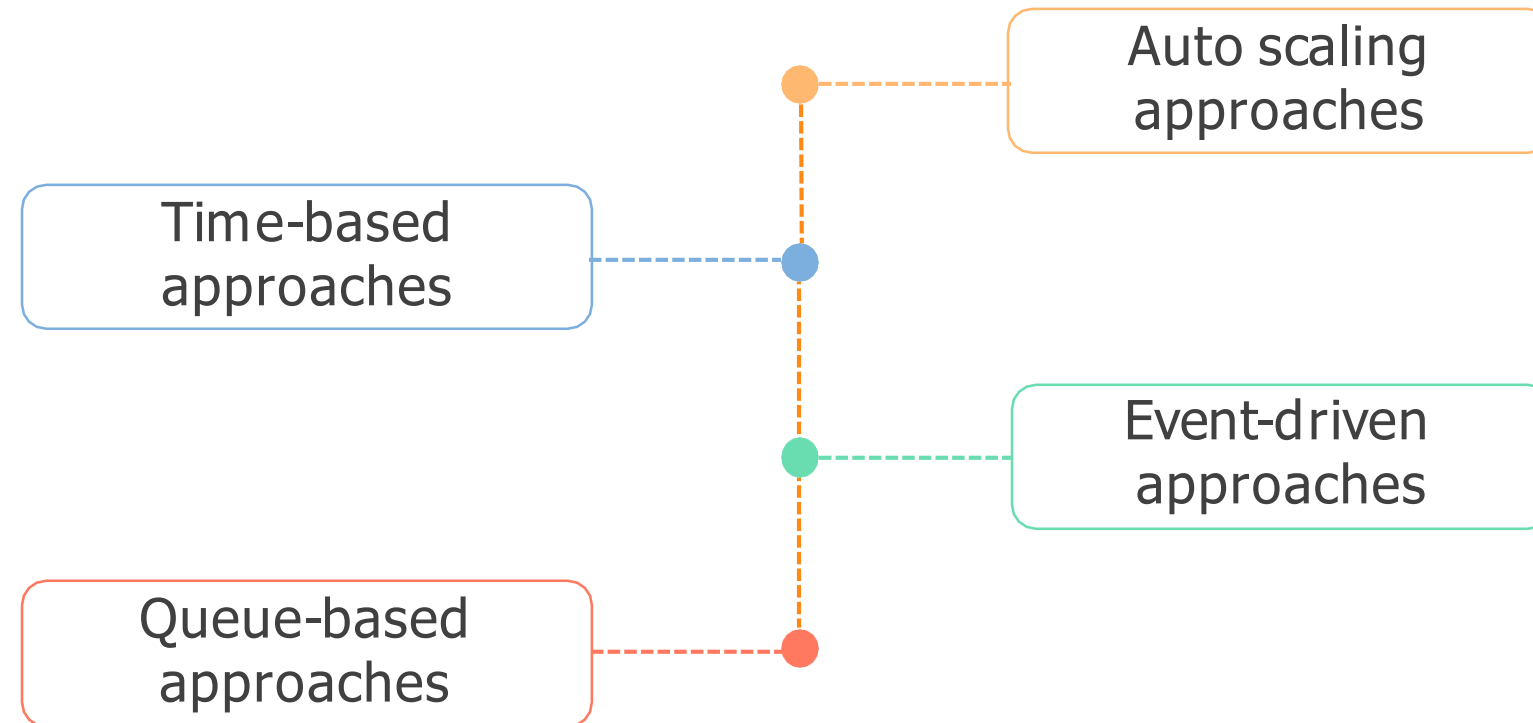 Auto scaling
approaches
Time-based
approaches
Event-driven
approaches
Queue-based
approaches